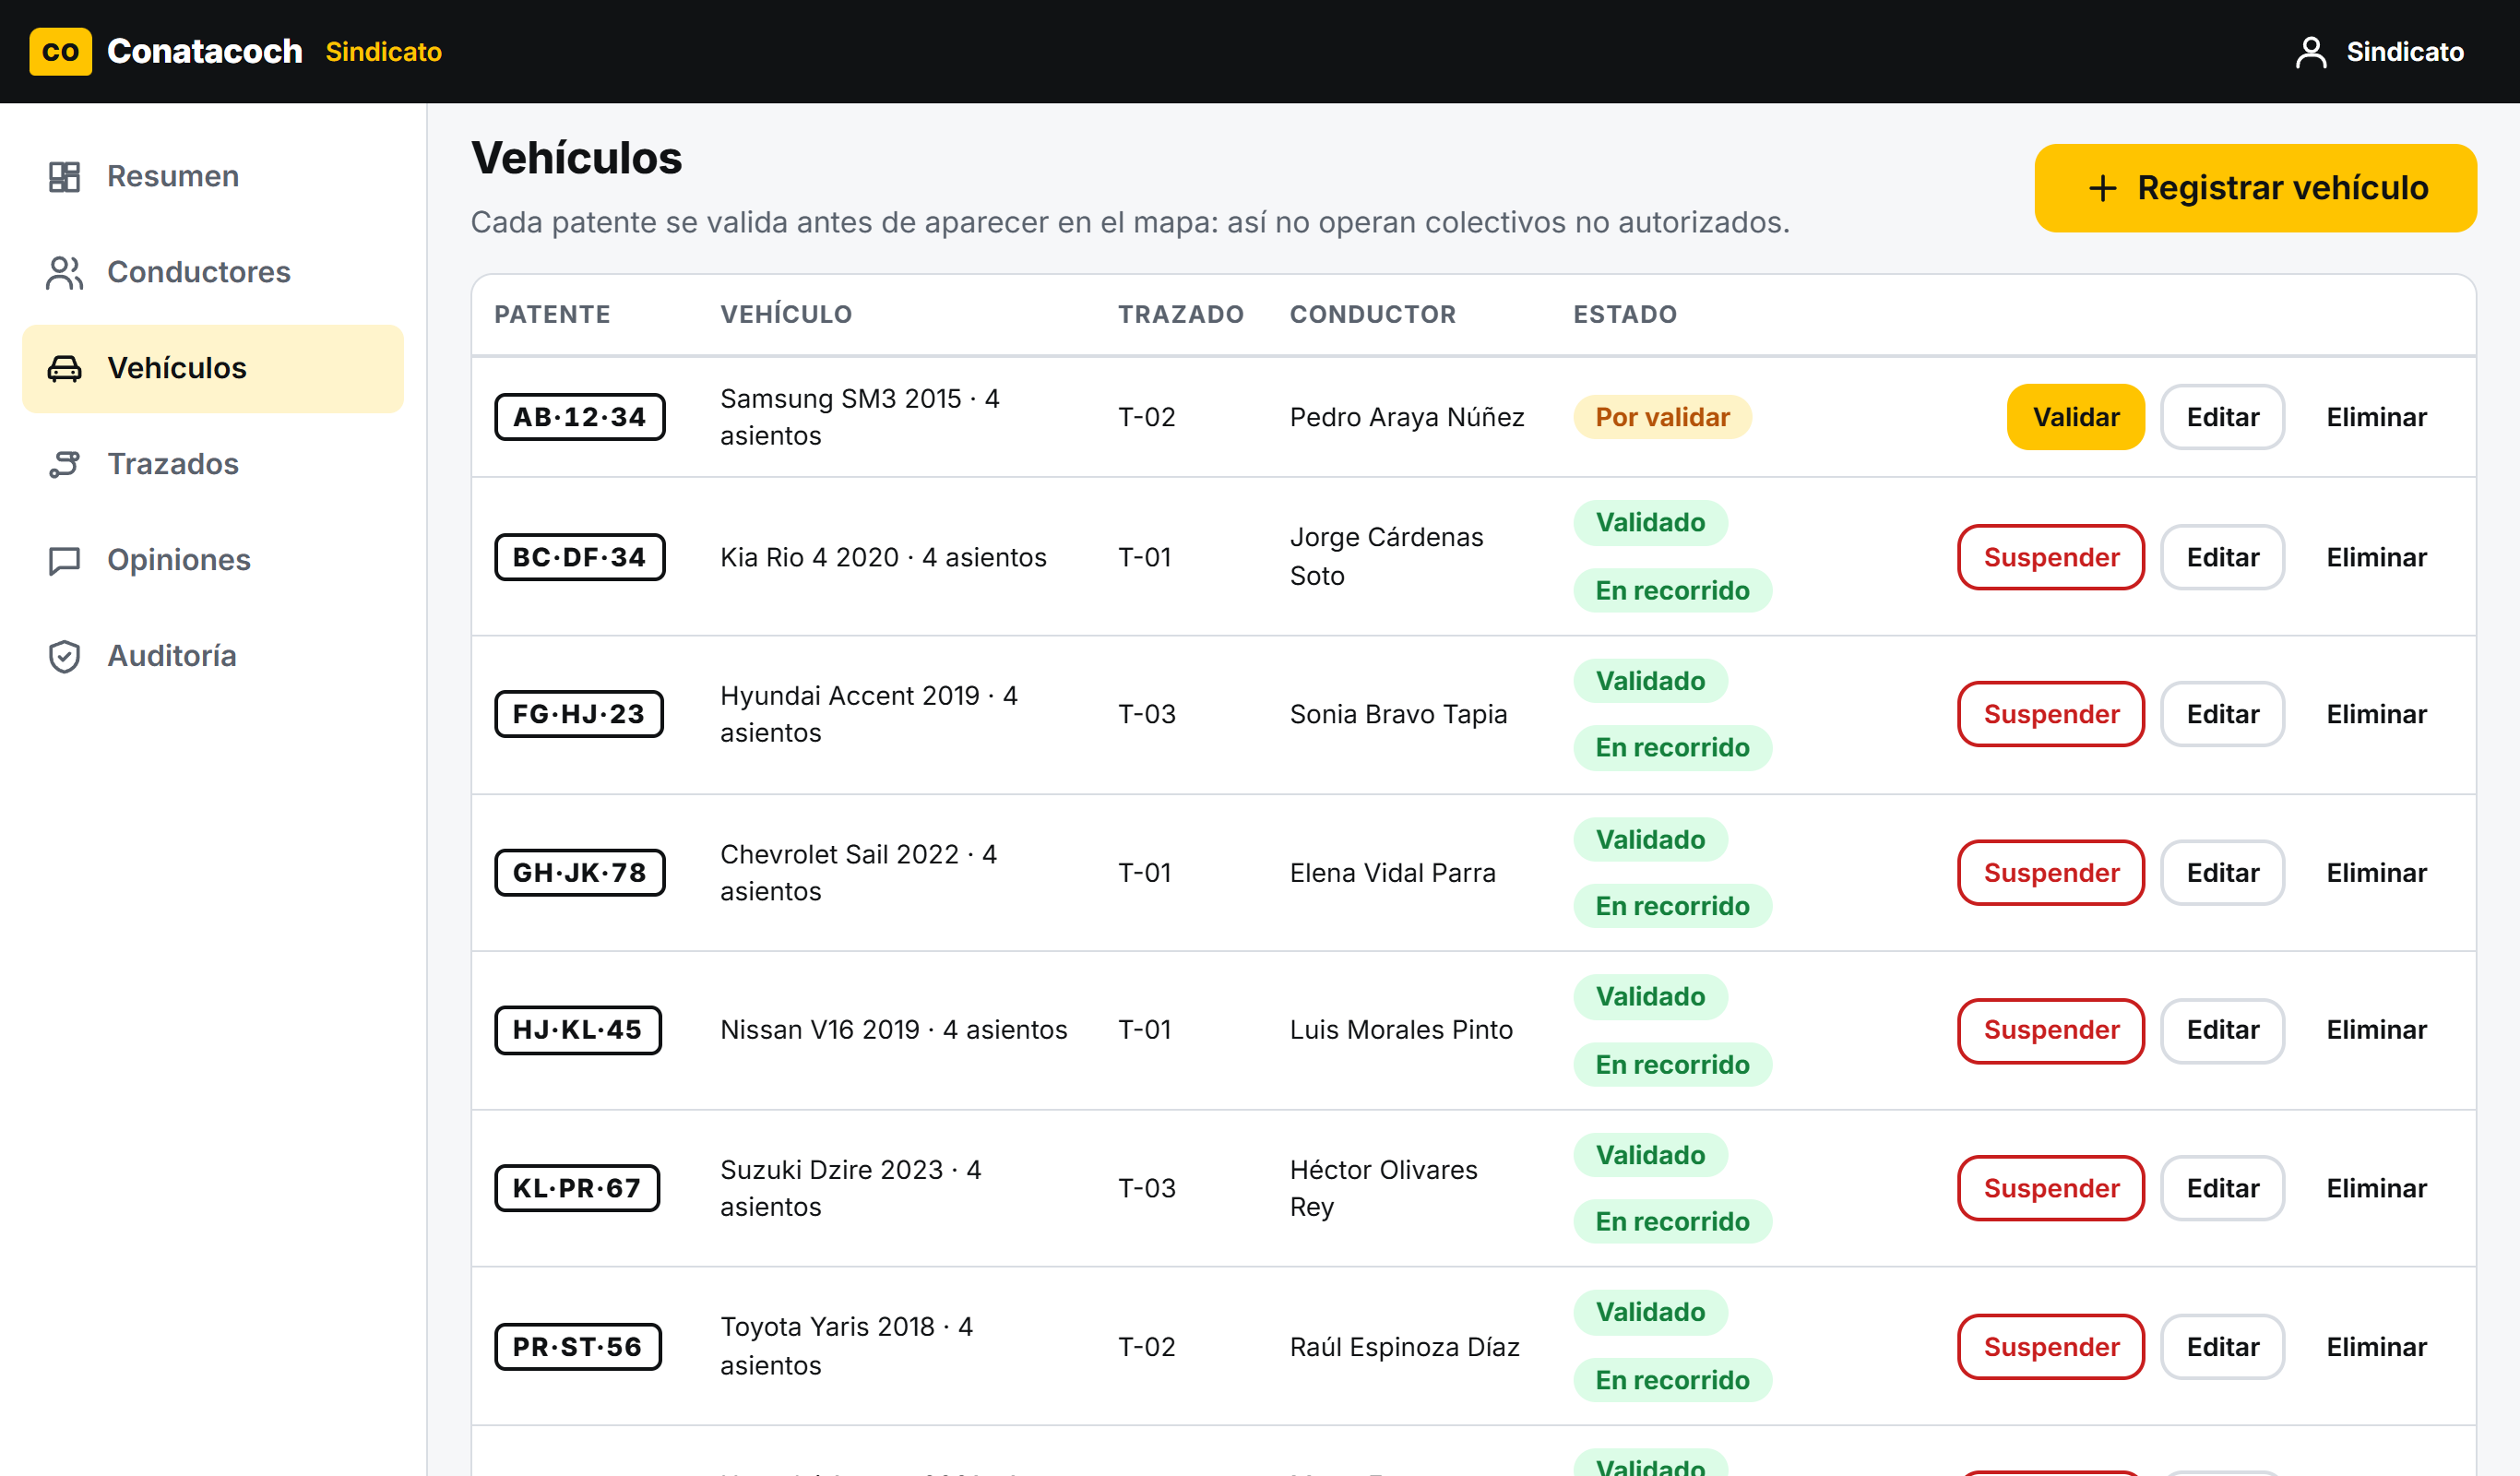 co Conatacoch Sindicato
Sindicato
Resumen
Conductores
Vehículos
Trazados
Opiniones
Auditoría
Vehículos
Cada patente se valida antes de aparecer en el mapa: así no operan colectivos no autorizados.
+ Registrar vehículo
PATENTE VEHÍCULO TRAZADO CONDUCTOR ESTADO
AB·12·34
Samsung SM3 2015 · 4
asientos
T-02
Pedro Araya Núñez
Por validar
Validar Editar Eliminar
BC·DF·34
Kia Rio 4 2020 · 4 asientos
T-01
Jorge Cárdenas
Soto
Validado
En recorrido
Suspender Editar Eliminar
FG·HJ·23
Hyundai Accent 2019 · 4
asientos
T-03
Sonia Bravo Tapia
Validado
En recorrido
Suspender Editar Eliminar
GH·JK·78
Chevrolet Sail 2022 · 4
asientos
T-01
Elena Vidal Parra
Validado
En recorrido
Suspender Editar Eliminar
HJ·KL·45
Nissan V16 2019 · 4 asientos
T-01
Luis Morales Pinto
Validado
En recorrido
Suspender Editar Eliminar
KL·PR·67
Suzuki Dzire 2023 · 4
asientos
T-03
Héctor Olivares
Rey
Validado
En recorrido
Suspender Editar Eliminar
PR·ST·56
Toyota Yaris 2018 · 4
asientos
T-02
Raúl Espinoza Díaz
Validado
En recorrido
Suspender Editar Eliminar
Validado